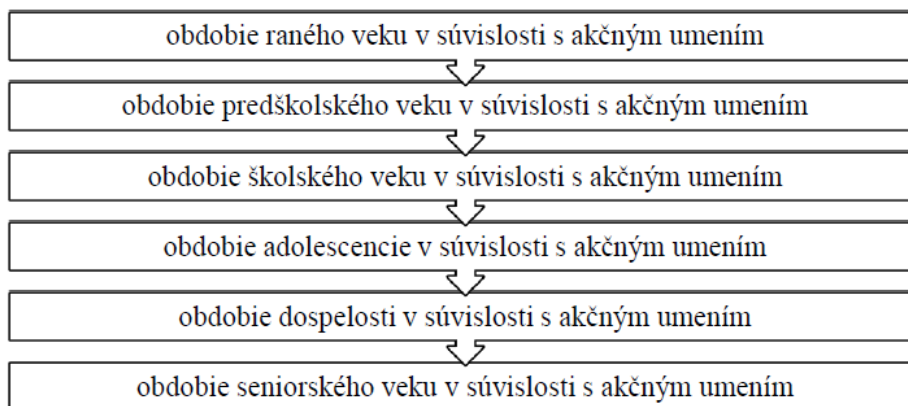 obdobie raného veku v súvislosti s akčným umením
obdobie predškolského veku v súvislosti s akčným umením
obdobie školského veku v súvislosti s akčným umením
obdobie adolescencie v súvislosti s akčným umením
obdobie dospelosti v súvislosti s akčným umením
obdobie seniorského veku v súvislosti s akčným umením